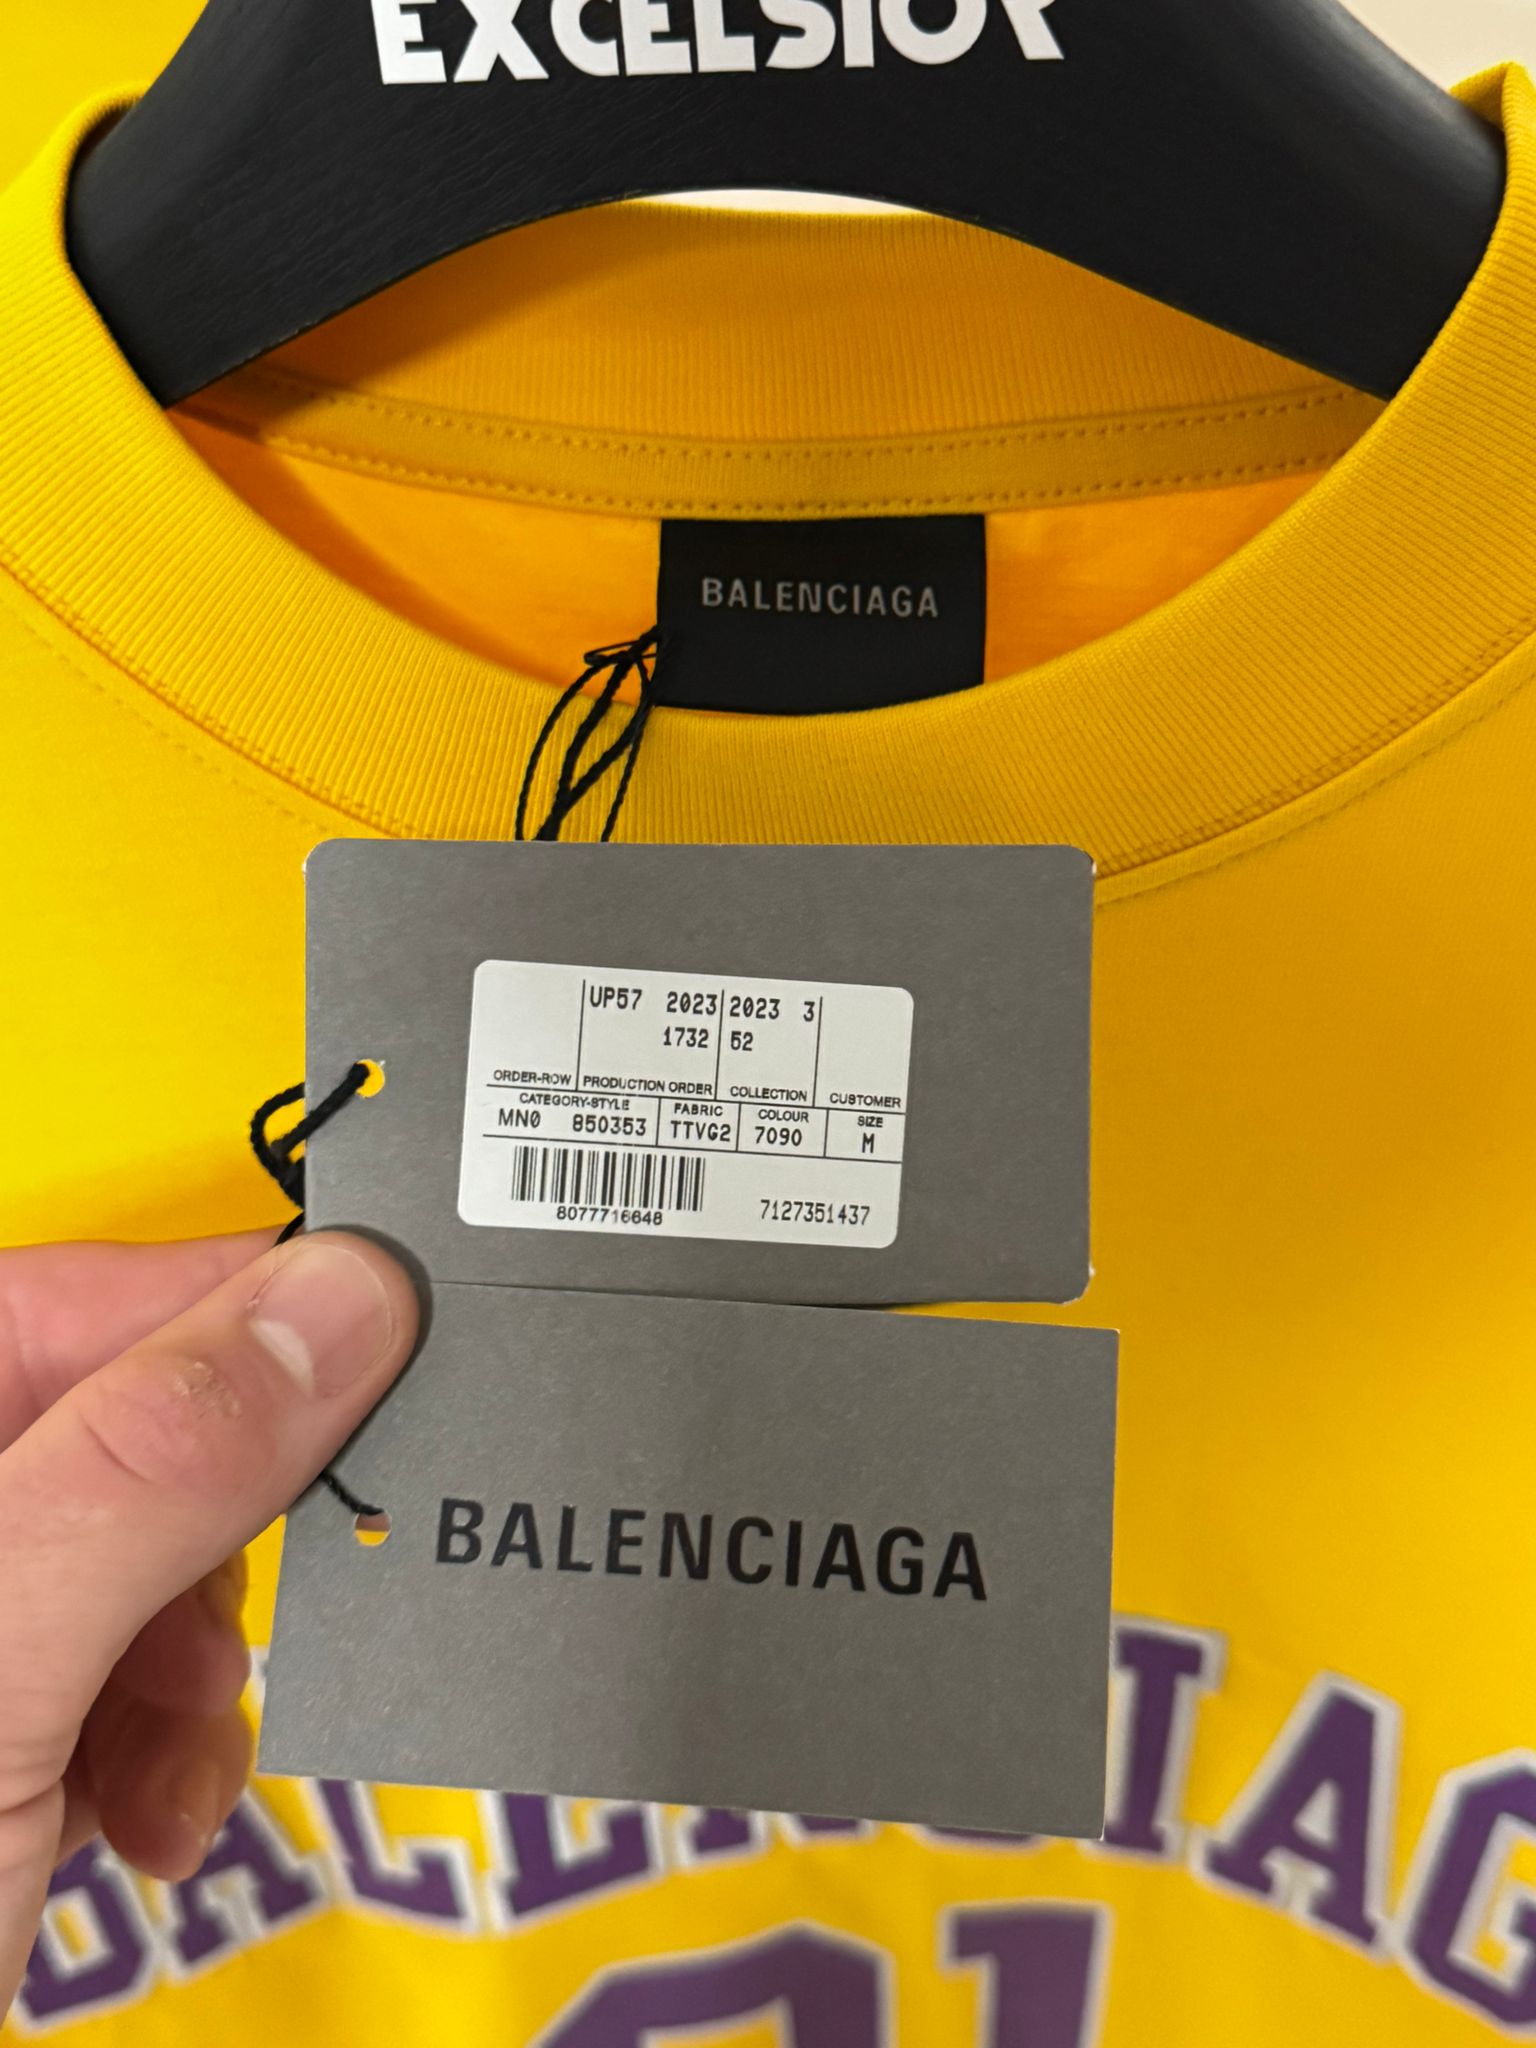 EXCELSIOR
BALENCIAGA
UP57 2023 2023 3
1732 52
ORDER-ROW PRODUCTION ORDER COLLECTION CUSTOMER
CATEGORY-STYLE FABRIC COLOUR SIZE
MN0 850353 TTVG2 7090 M
8077716648 7127351437
BALENCIAGA
BALENCIAGA